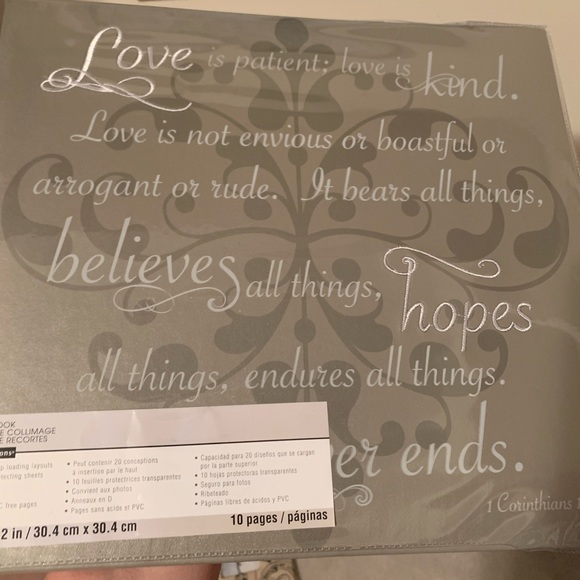 Love is patient; love is kind.
Love is not envious or boastful or
arrogant or rude. It bears all things,
believes all things, hopes
all things, endures all things.
er ends.
1 Corinthians 1
OOK
E COLLIMAGE
E RECORTES
ons
p loading layouts
tecting sheets
C free pages
• Peut contenir 20 conceptions
à insertion par le haut
• 10 feuilles protectrices transparentes
• Convient aux photos
• Anneaux en D
• Pages sans acide et PVC
• Capacidad para 20 diseños que se cargan
por la parte superior
• 10 hojas protectoras transparentes
• Seguro para fotos
• Ribeteado
• Páginas libres de ácidos y PVC
2 in / 30.4 cm x 30.4 cm
10 pages / páginas